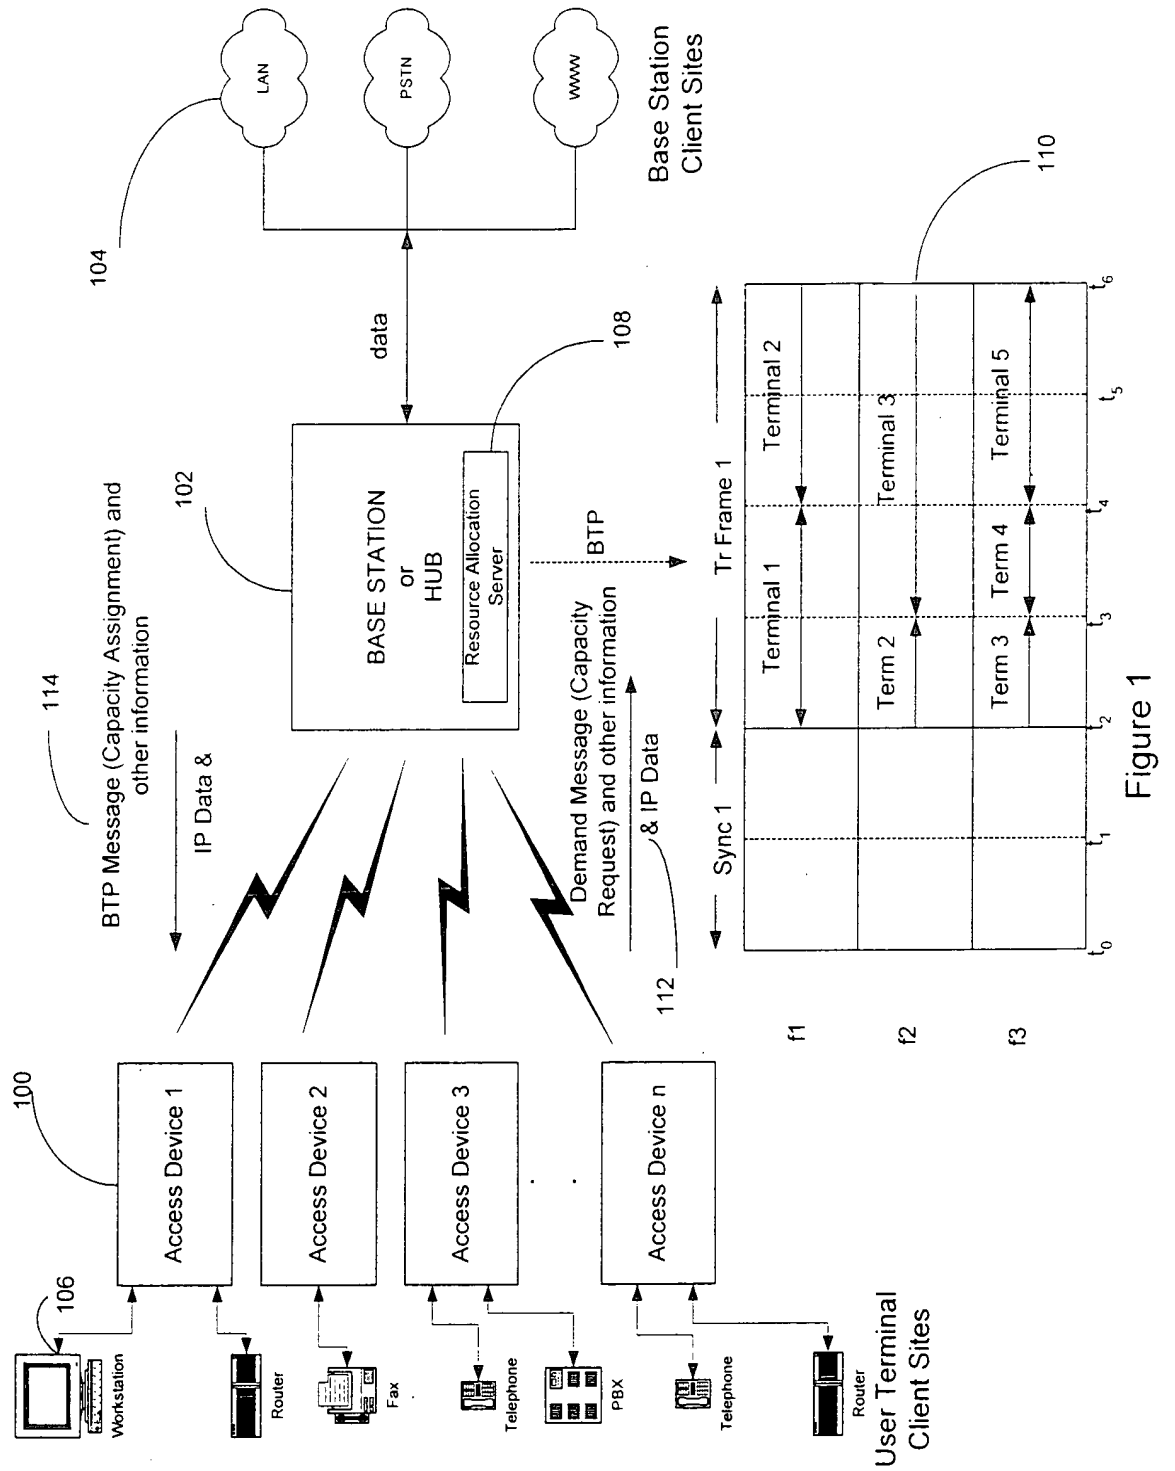 106
Workstation
Router
Fax
Telephone
PBX
Telephone
Router
User Terminal
Client Sites
100
Access Device 1
Access Device 2
Access Device 3
Access Device n
114
BTP Message (Capacity Assignment) and
other information
IP Data &
Demand Message (Capacity
Request) and other information
& IP Data
112
102
BASE STATION
or
HUB
Resource Allocation
Server
108
BTP
data
104
LAN
PSTN
WWW
Base Station
Client Sites
Sync 1
Tr Frame 1
f1
Terminal 1
Terminal 2
f2
Term 2
Terminal 3
f3
Term 3
Term 4
Terminal 5
t0
t1
t2
t3
t4
t5
t6
110
Figure 1